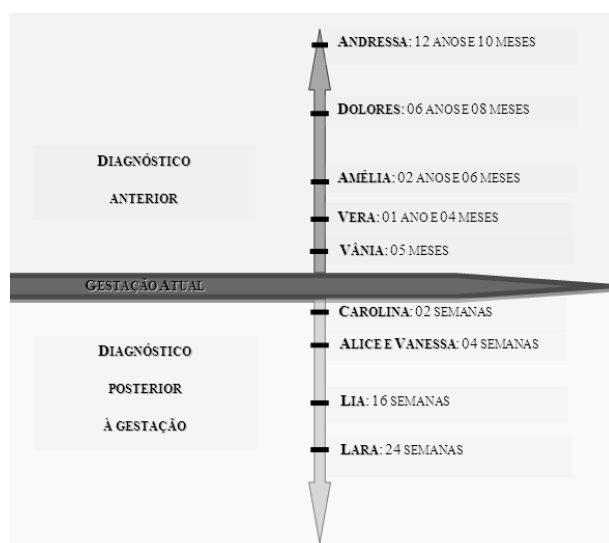 ANDRESSA: 12 ANOS E 10 MESES
DOLORES: 06 ANOS E 08 MESES
DIAGNÓSTICO
ANTERIOR
AMÉLIA: 02 ANOS E 06 MESES
VERA: 01 ANO E 04 MESES
VÂNIA: 05 MESES
GESTAÇÃO ATUAL
CAROLINA: 02 SEMANAS
ALICE E VANESSA: 04 SEMANAS
DIAGNÓSTICO
POSTERIOR
À GESTAÇÃO
LIA: 16 SEMANAS
LARA: 24 SEMANAS